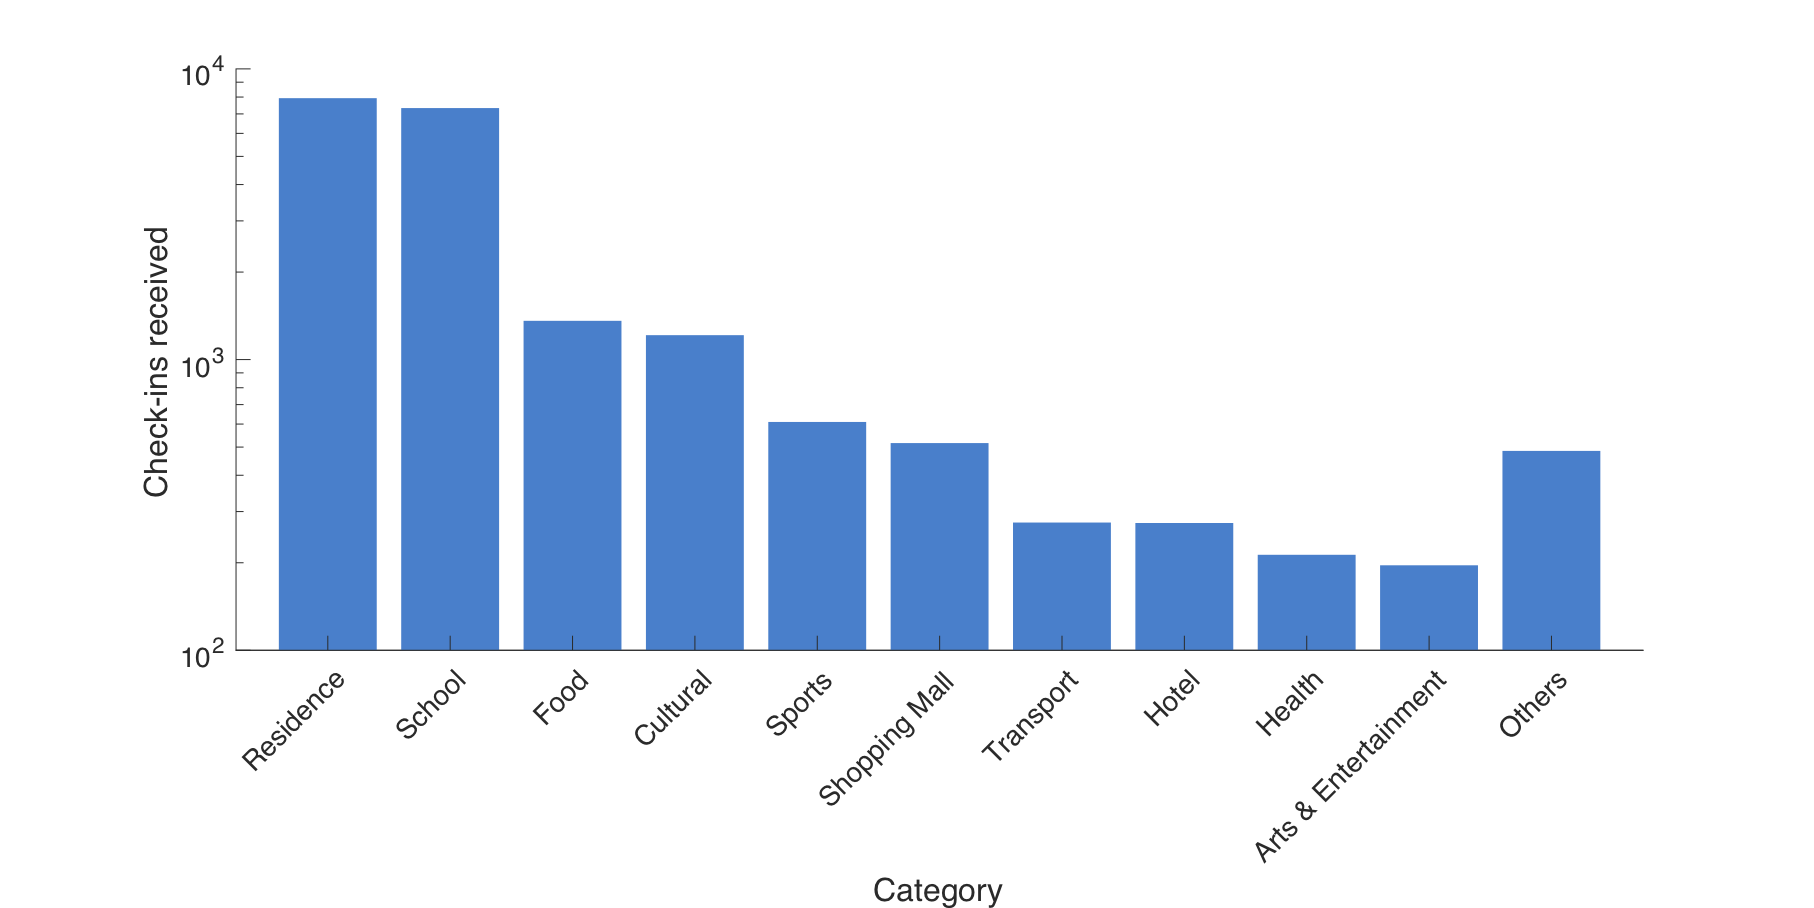 10^4
10^3
10^2
Check-ins received
Residence
School
Food
Cultural
Sports
Shopping Mall
Transport
Hotel
Health
Arts & Entertainment
Others
Category